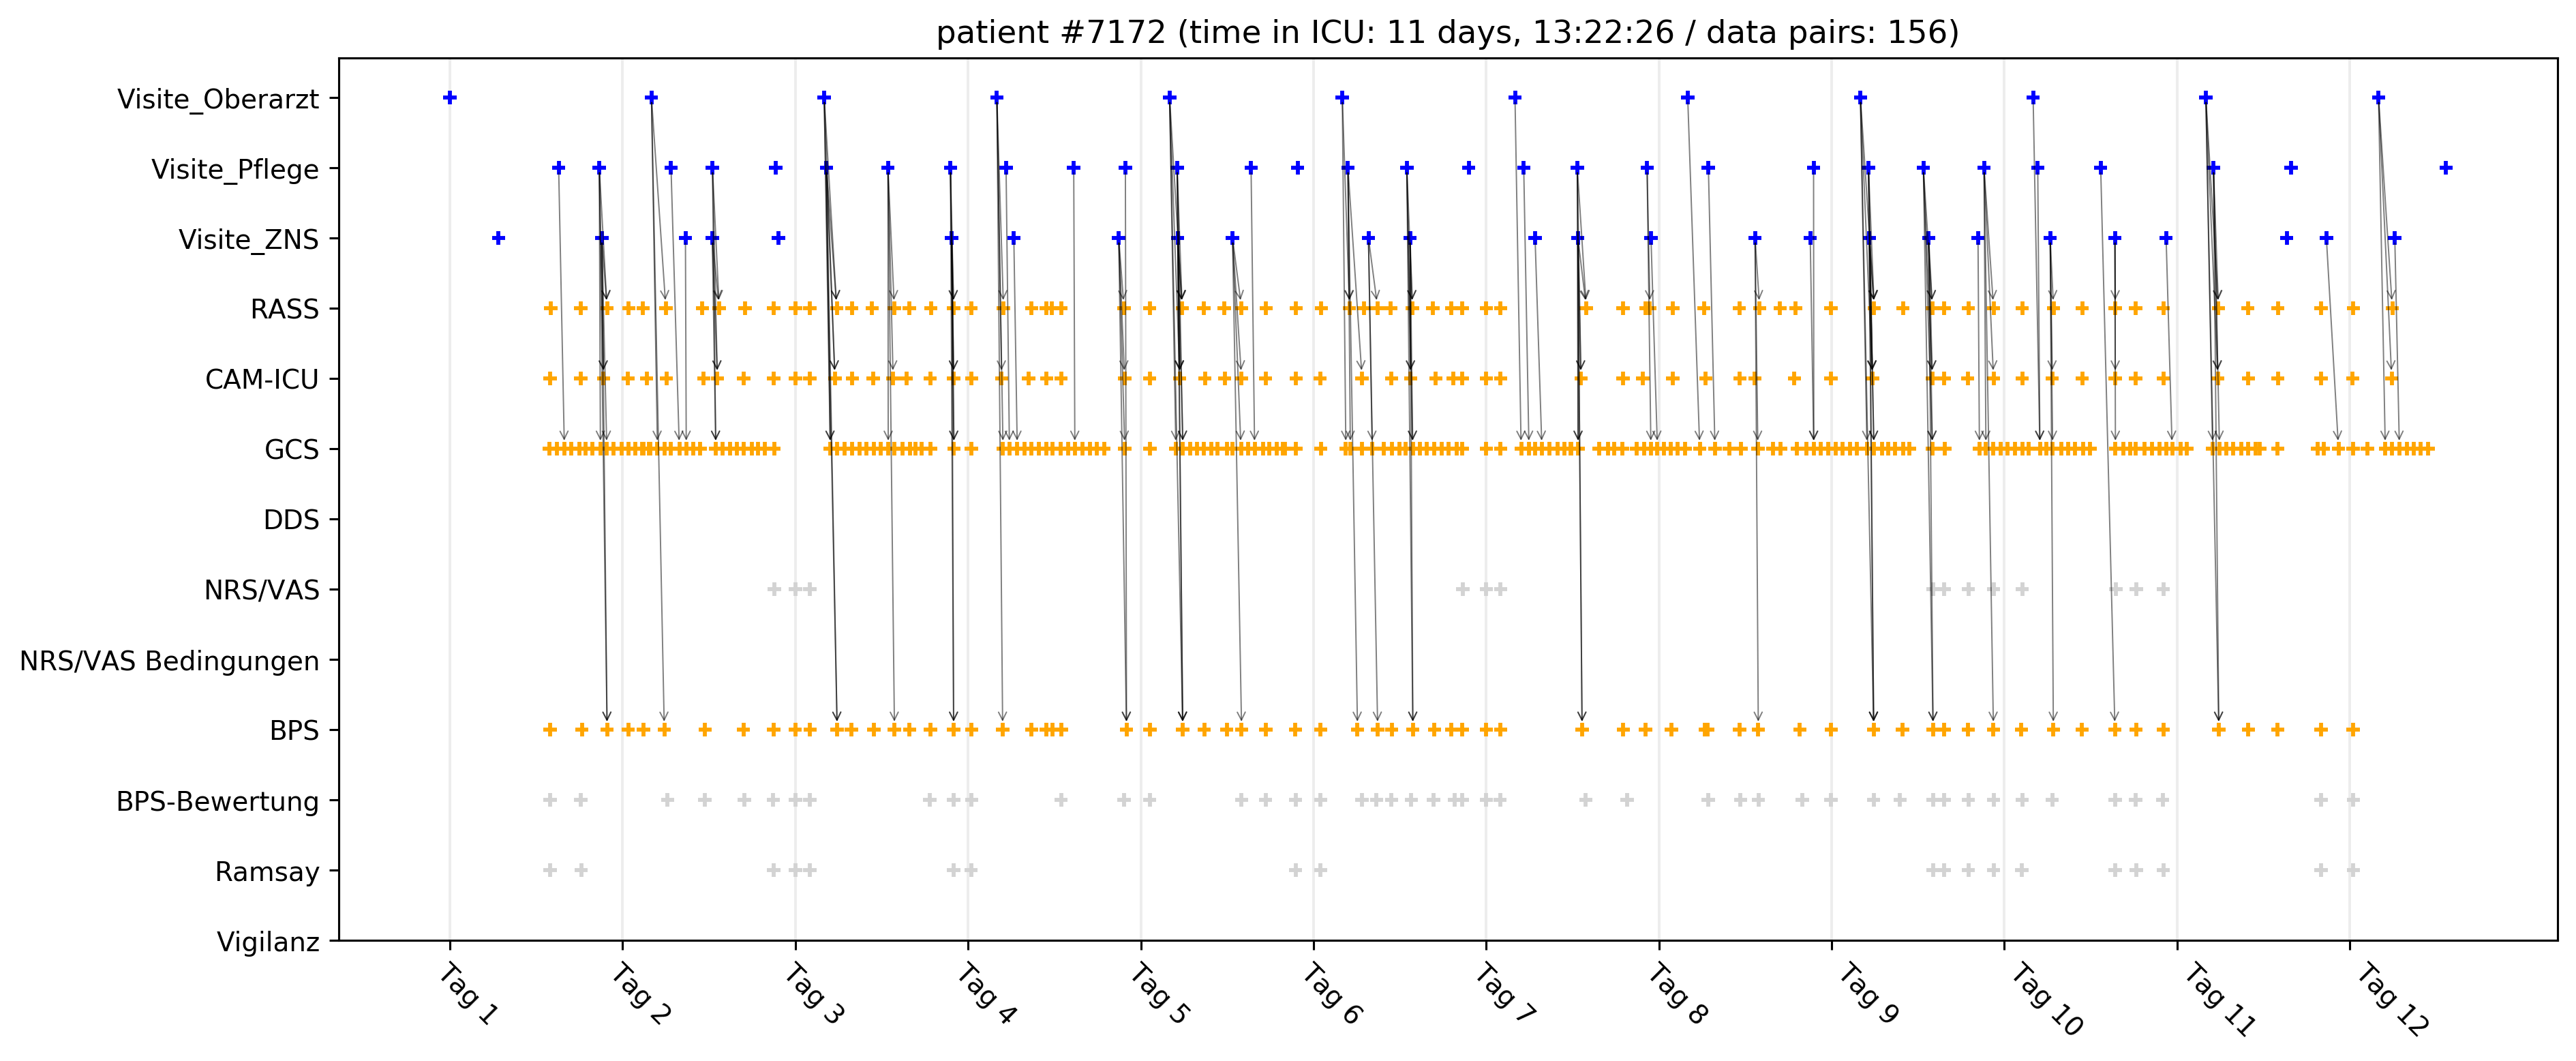 patient #7172 (time in ICU: 11 days, 13:22:26 / data pairs: 156)
Visite_Oberarzt
Visite_Pflege
Visite_ZNS
RASS
CAM-ICU
GCS
DDS
NRS/VAS
NRS/VAS Bedingungen
BPS
BPS-Bewertung
Ramsay
Vigilanz
Tag 1
Tag 2
Tag 3
Tag 4
Tag 5
Tag 6
Tag 7
Tag 8
Tag 9
Tag 10
Tag 11
Tag 12